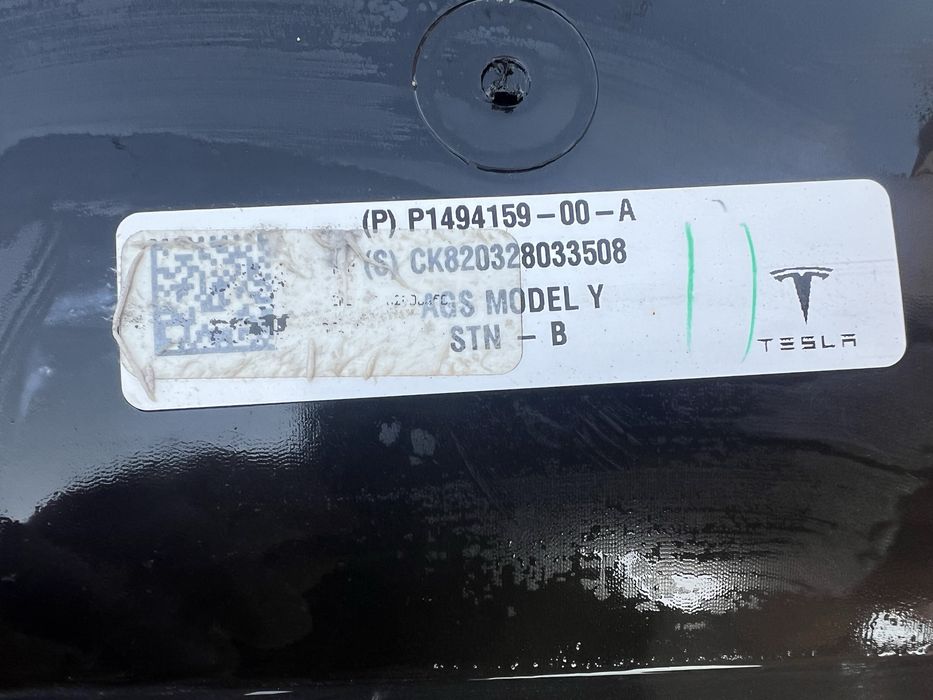 (P) P1494159-00-A
(S) CK820328033508
AGS MODEL Y
STN - B
TESLA